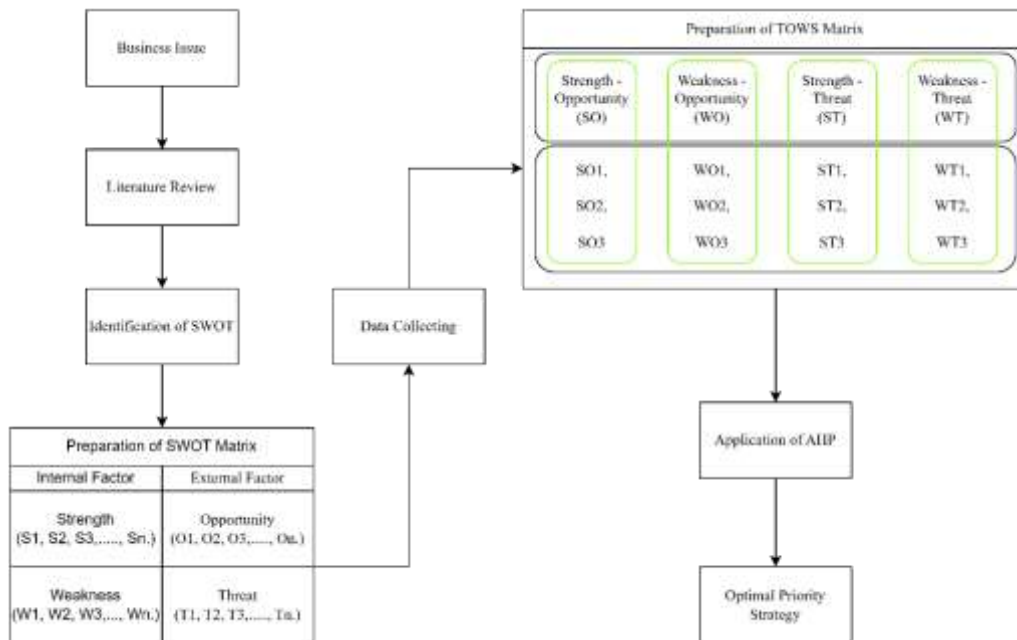 Business Issue
Literature Review
Identification of SWOT
Preparation of SWOT Matrix
Internal Factor
External Factor
Strength
(S1, S2, S3,...., Sn.)
Opportunity
(O1, O2, O3,...., On.)
Weakness
(W1, W2, W3,..., Wn.)
Threat
(T1, T2, T3,...., Tn.)
Data Collecting
Preparation of TOWS Matrix
Strength -
Opportunity
(SO)
Weakness -
Opportunity
(WO)
Strength -
Threat
(ST)
Weakness -
Threat
(WT)
SO1,
SO2,
SO3
WO1,
WO2,
WO3
ST1,
ST2,
ST3
WT1,
WT2,
WT3
Application of AHP
Optimal Priority
Strategy